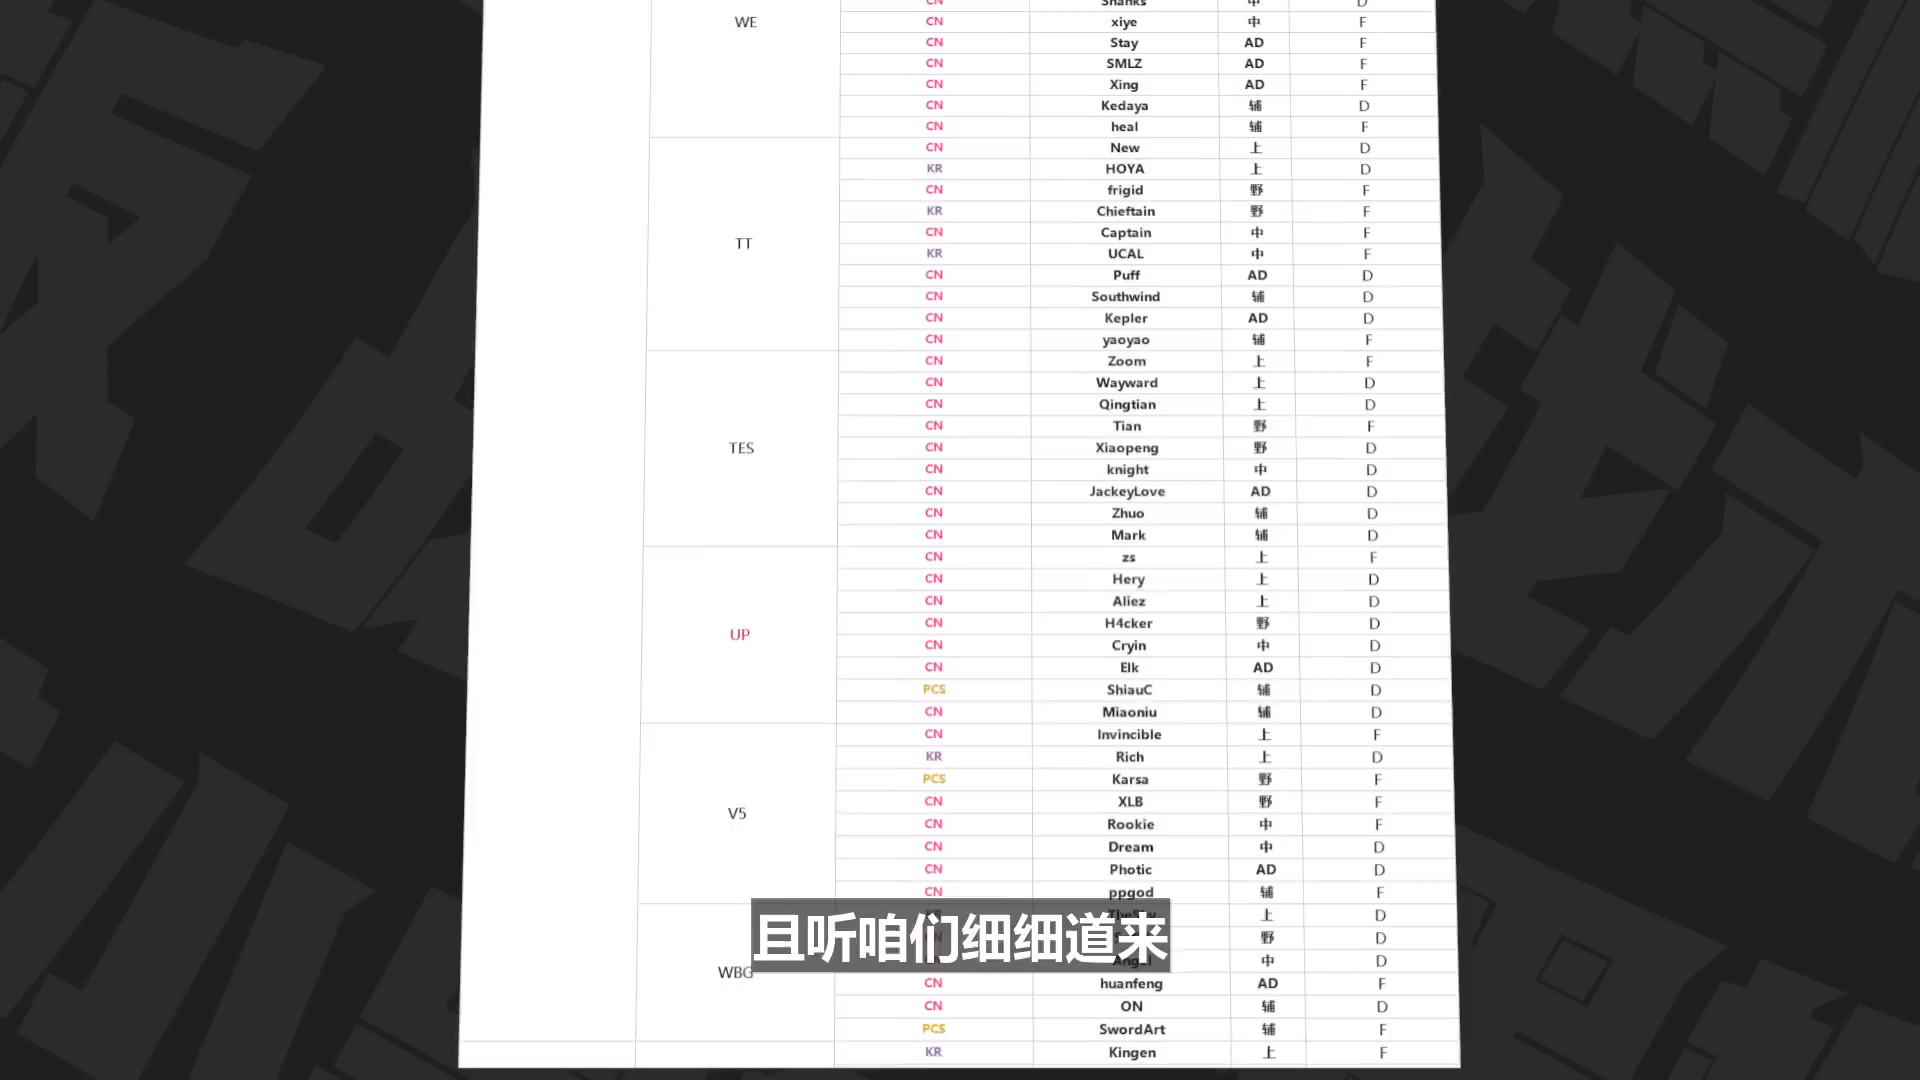 WE
CN Shanks 中 D
CN xiye 中 F
CN Stay AD F
CN SMLZ AD F
CN Xing AD F
CN Kedaya 辅 D
CN heal 辅 F
TT
CN New 上 D
KR HOYA 上 D
CN frigid 野 F
KR Chieftain 野 F
CN Captain 中 F
KR UCAL 中 F
CN Puff AD D
CN Southwind 辅 D
CN Kepler AD D
CN yaoyao 辅 F
TES
CN Zoom 上 F
CN Wayward 上 D
CN Qingtian 上 D
CN Tian 野 F
CN Xiaopeng 野 D
CN knight 中 D
CN JackeyLove AD D
CN Zhuo 辅 D
CN Mark 辅 D
UP
CN zs 上 F
CN Hery 上 D
CN Aliez 上 D
CN H4cker 野 D
CN Cryin 中 D
CN Elk AD D
PCS ShiauC 辅 D
CN Miaoniu 辅 D
V5
CN Invincible 上 F
KR Rich 上 D
PCS Karsa 野 F
CN XLB 野 F
CN Rookie 中 F
CN Dream 中 D
CN Photic AD D
CN ppgod 辅 F
WBG
KR TheShy 上 D
野 D
Angel 中 D
CN huanfeng AD F
CN ON 辅 D
PCS SwordArt 辅 F
KR Kingen 上 F
且听咱们细细道来